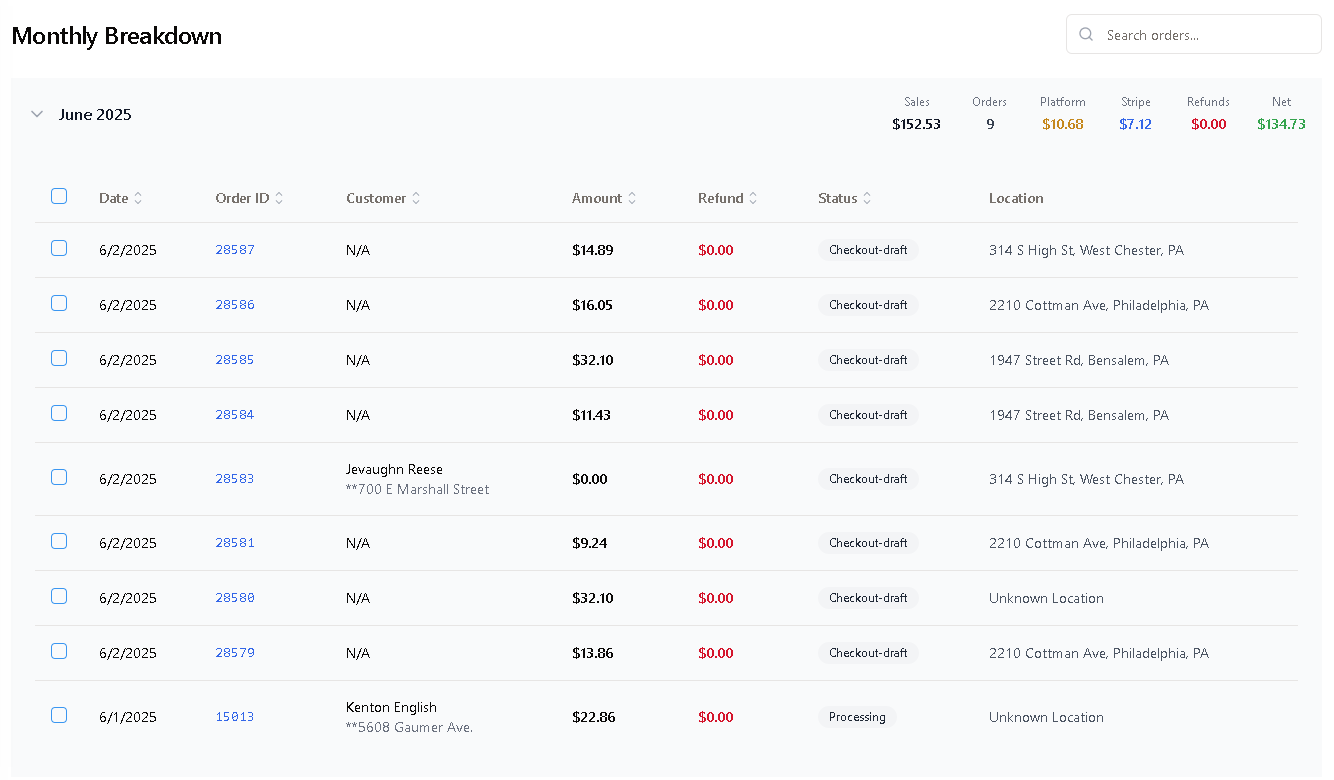 Monthly Breakdown
Search orders...
June 2025
Sales Orders Platform Stripe Refunds Net
$152.53 9 $10.68 $7.12 $0.00 $134.73
Date Order ID Customer Amount Refund Status Location
6/2/2025 28587 N/A $14.89 $0.00 Checkout-draft 314 S High St, West Chester, PA
6/2/2025 28586 N/A $16.05 $0.00 Checkout-draft 2210 Cottman Ave, Philadelphia, PA
6/2/2025 28585 N/A $32.10 $0.00 Checkout-draft 1947 Street Rd, Bensalem, PA
6/2/2025 28584 N/A $11.43 $0.00 Checkout-draft 1947 Street Rd, Bensalem, PA
Jevaughn Reese
6/2/2025 28583 $0.00 $0.00 Checkout-draft 314 S High St, West Chester, PA
**700 E Marshall Street
6/2/2025 28581 N/A $9.24 $0.00 Checkout-draft 2210 Cottman Ave, Philadelphia, PA
6/2/2025 28580 N/A $32.10 $0.00 Checkout-draft Unknown Location
6/2/2025 28579 N/A $13.86 $0.00 Checkout-draft 2210 Cottman Ave, Philadelphia, PA
Kenton English
6/1/2025 15013 $22.86 $0.00 Processing Unknown Location
**5608 Gaumer Ave.